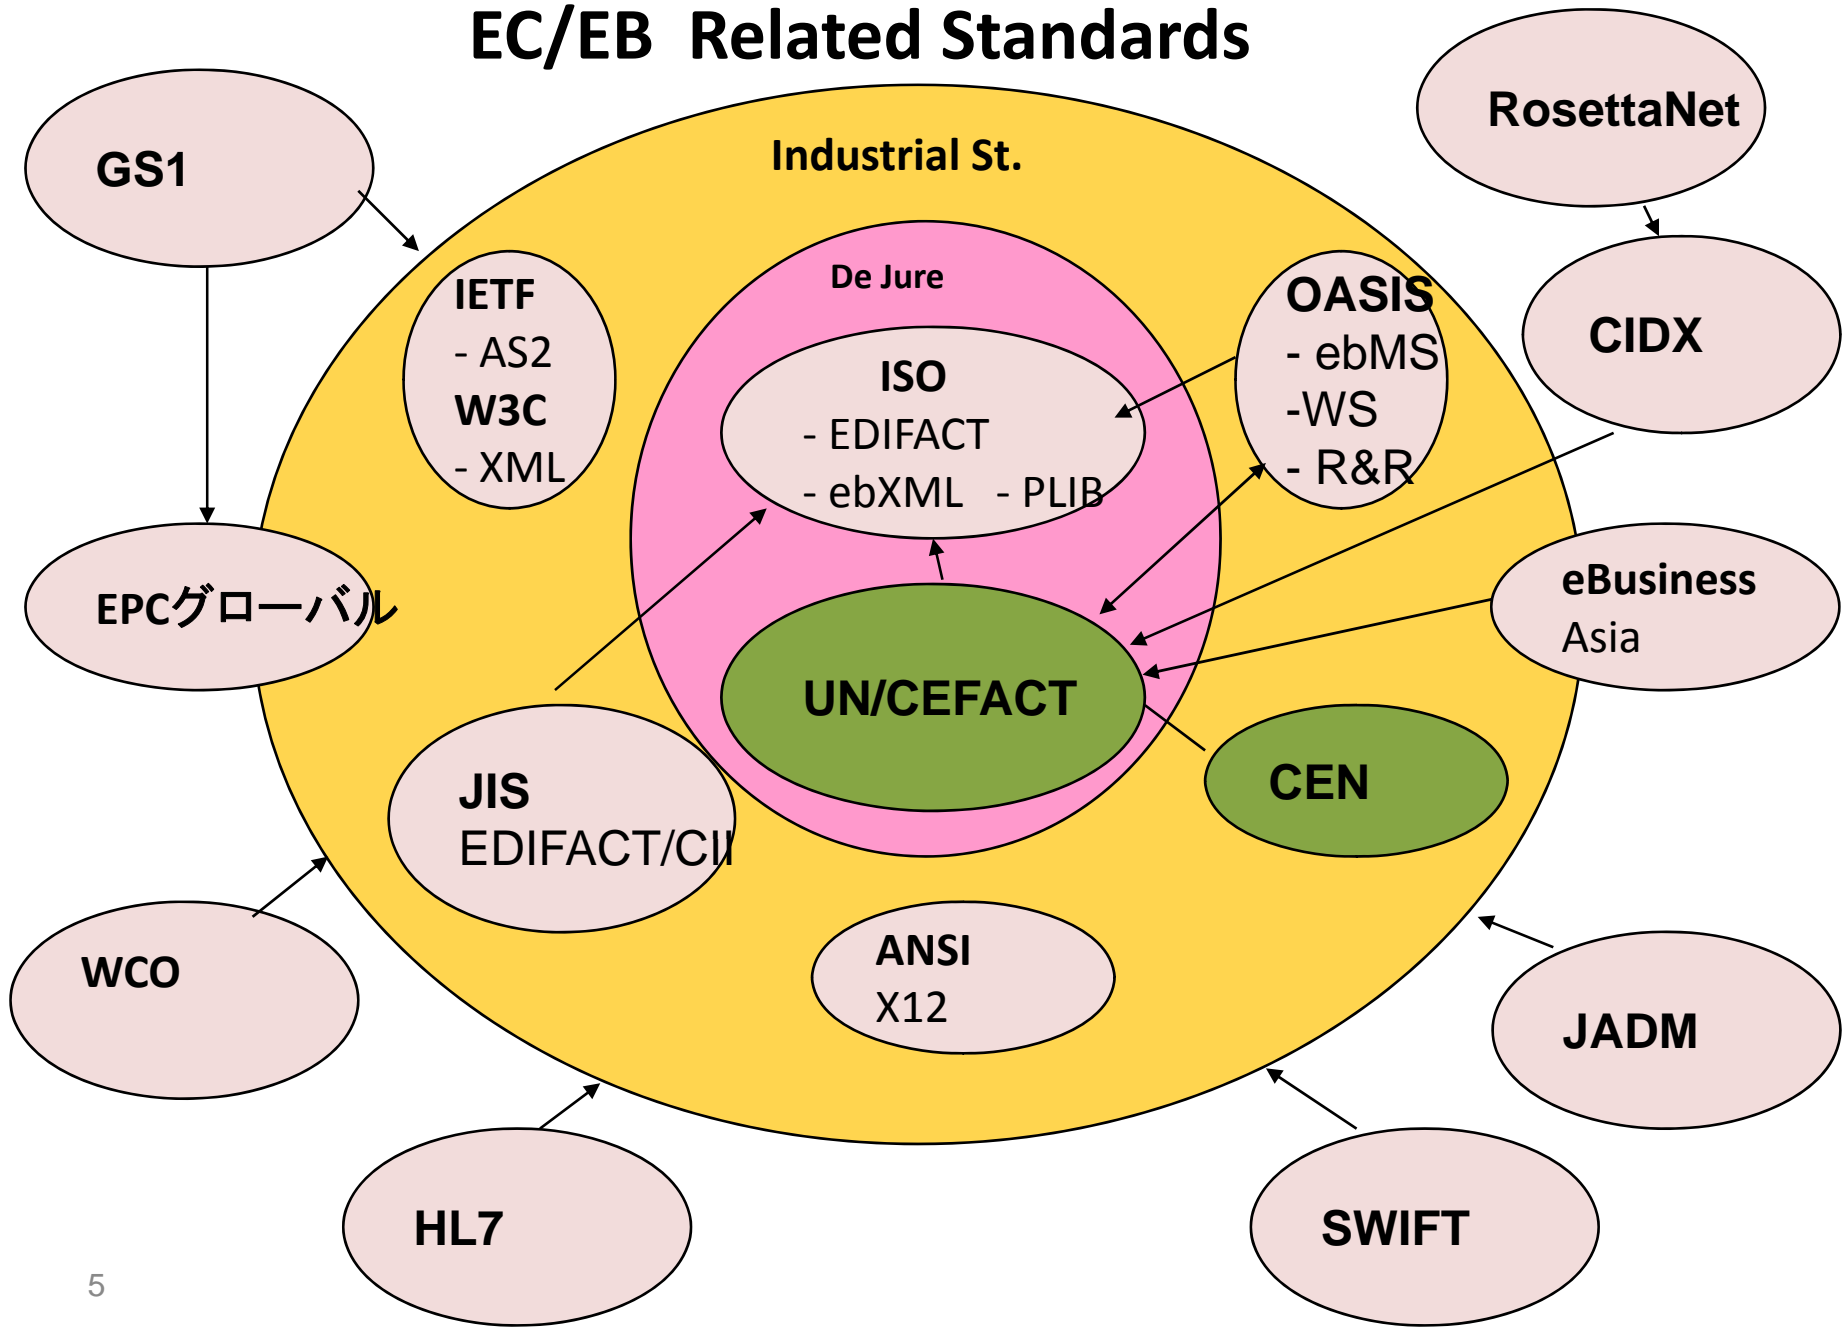 EC/EB Related Standards
GS1
Industrial St.
RosettaNet
De Jure
IETF
- AS2
W3C
- XML
ISO
- EDIFACT
- ebXML - PLIB
OASIS
- ebMS
-WS
- R&R
CIDX
EPCグローバル
UN/CEFACT
eBusiness
Asia
JIS
EDIFACT/CII
CEN
WCO
ANSI
X12
JADM
HL7
SWIFT
5